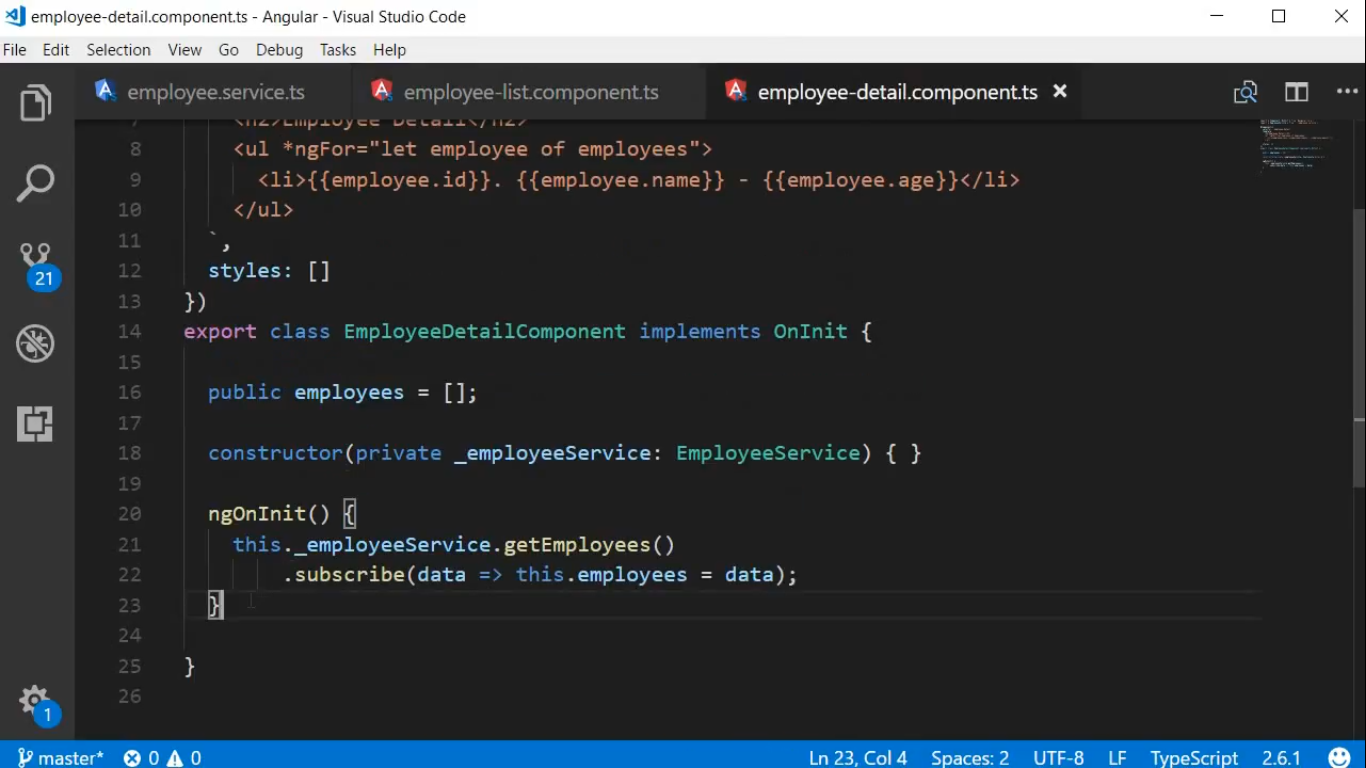 employee-detail.component.ts - Angular - Visual Studio Code
File Edit Selection View Go Debug Tasks Help
employee.service.ts employee-list.component.ts employee-detail.component.ts
7 <h2>Employee Detail</h2>
8 <ul *ngFor="let employee of employees">
9 <li>{{employee.id}}. {{employee.name}} - {{employee.age}}</li>
10 </ul>
11 `,
12 styles: []
13 })
14 export class EmployeeDetailComponent implements OnInit {
15
16 public employees = [];
17
18 constructor(private _employeeService: EmployeeService) { }
19
20 ngOnInit() {
21 this._employeeService.getEmployees()
22 .subscribe(data => this.employees = data);
23 }
24
25 }
26
21
1
master* 0 0 Ln 23, Col 4 Spaces: 2 UTF-8 LF TypeScript 2.6.1